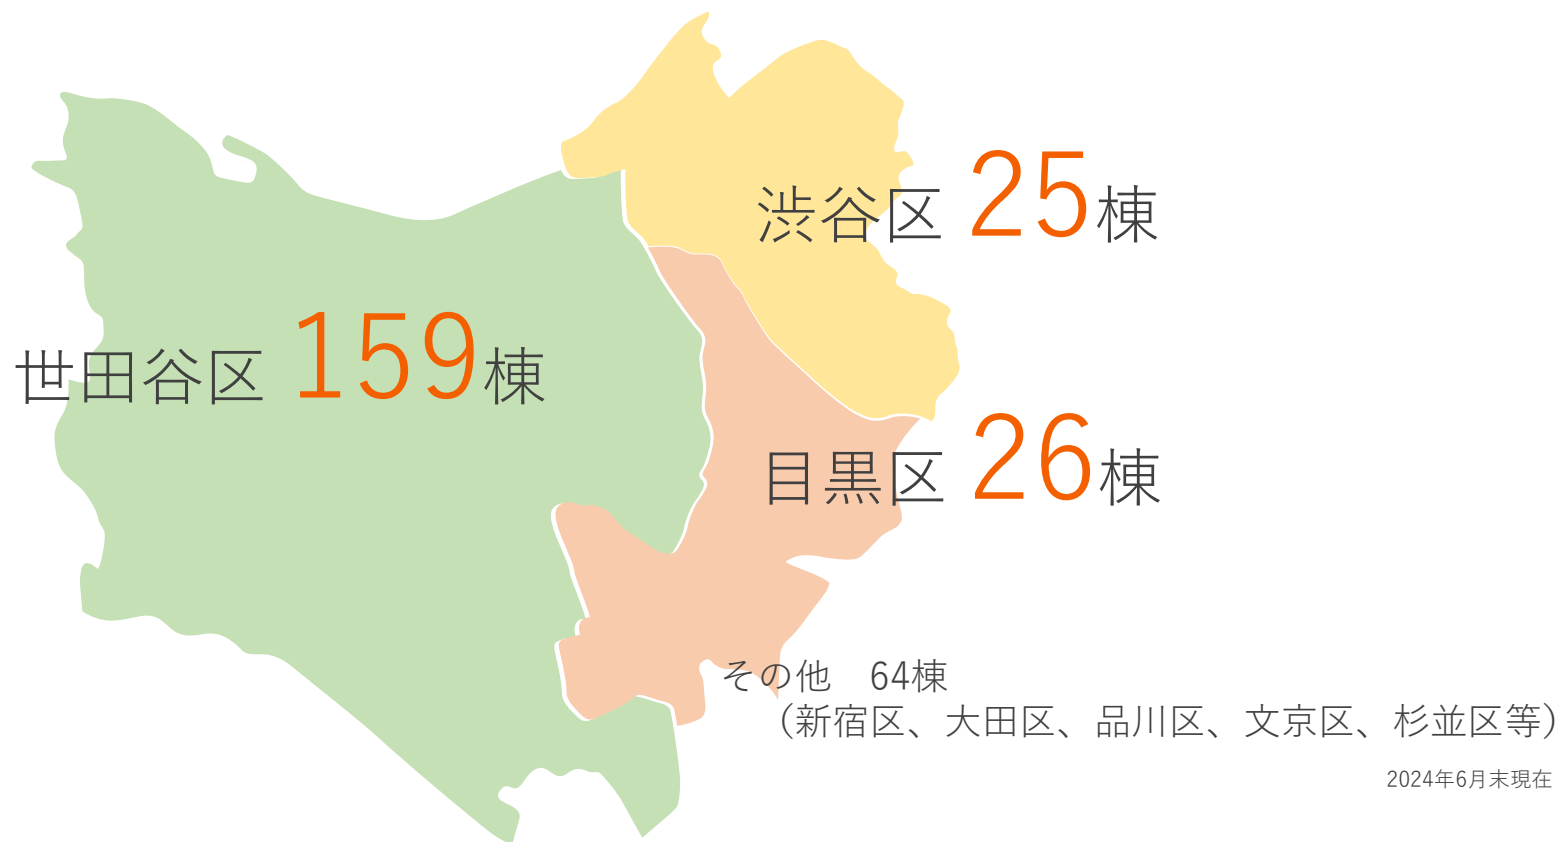 渋谷区 25棟
世田谷区 159棟
目黒区 26棟
その他　64棟
（新宿区、大田区、品川区、文京区、杉並区等）
2024年6月末現在